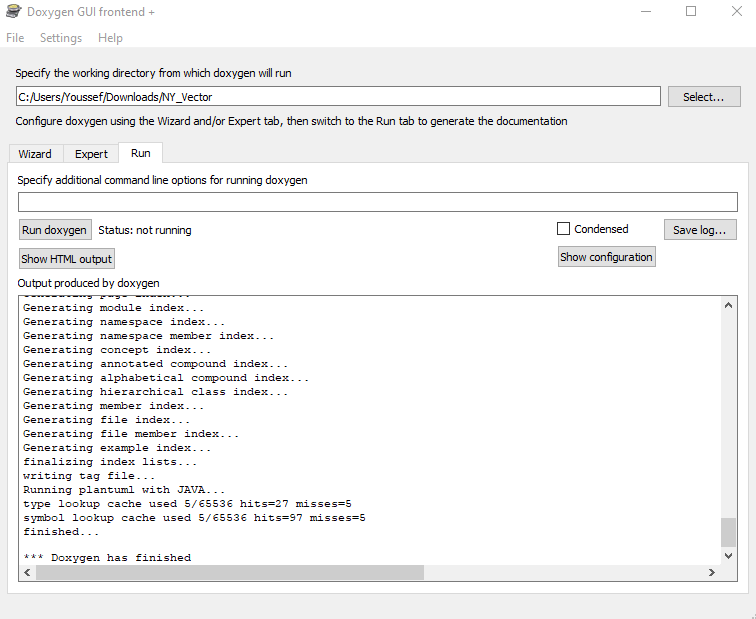 Doxygen GUI frontend +
File Settings Help
Specify the working directory from which doxygen will run
C:/Users/Youssef/Downloads/NY_Vector
Select...
Configure doxygen using the Wizard and/or Expert tab, then switch to the Run tab to generate the documentation
Wizard Expert Run
Specify additional command line options for running doxygen
Run doxygen Status: not running Condensed Save log...
Show HTML output Show configuration
Output produced by doxygen
Generating page index...
Generating module index...
Generating namespace index...
Generating namespace member index...
Generating concept index...
Generating annotated compound index...
Generating alphabetical compound index...
Generating hierarchical class index...
Generating member index...
Generating file index...
Generating file member index...
Generating example index...
finalizing index lists...
writing tag file...
Running plantuml with JAVA...
type lookup cache used 5/65536 hits=27 misses=5
symbol lookup cache used 5/65536 hits=97 misses=5
finished...
*** Doxygen has finished